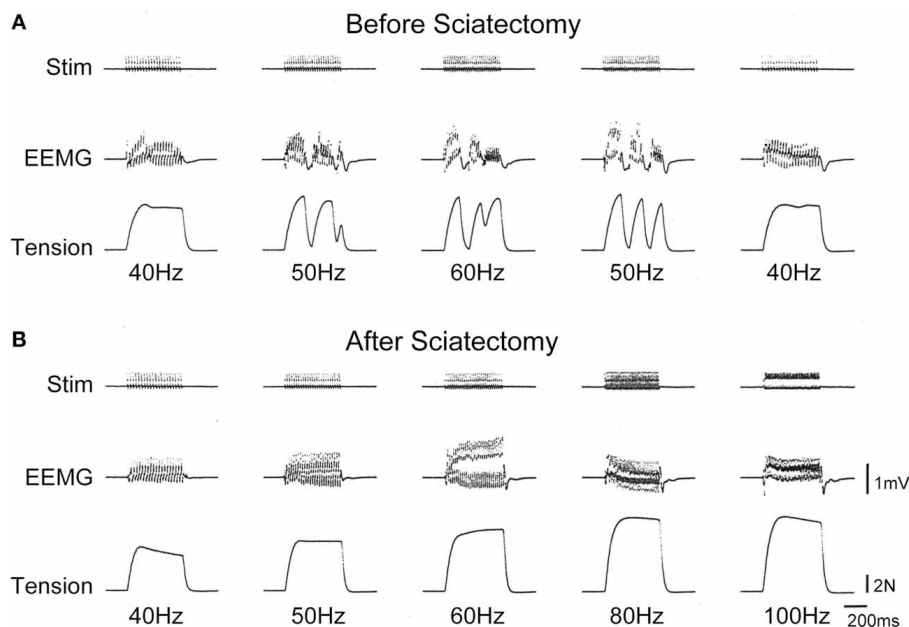 A
Before Sciatectomy
Stim
EEMG
Tension
40Hz 50Hz 60Hz 50Hz 40Hz
B
After Sciatectomy
Stim
EEMG
1mV
Tension
2N
40Hz 50Hz 60Hz 80Hz 100Hz
200ms